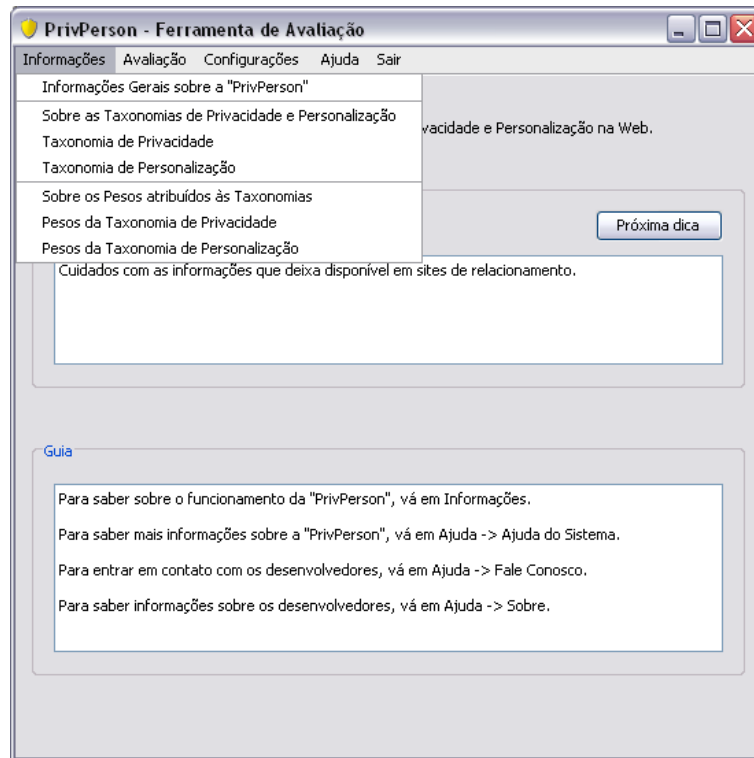 PrivPerson - Ferramenta de Avaliação
Informações Avaliação Configurações Ajuda Sair
Informações Gerais sobre a "PrivPerson"
Sobre as Taxonomias de Privacidade e Personalização
Taxonomia de Privacidade
Taxonomia de Personalização
Sobre os Pesos atribuídos às Taxonomias
Pesos da Taxonomia de Privacidade
Pesos da Taxonomia de Personalização
e Personalização na Web.
Próxima dica
Cuidados com as informações que deixa disponível em sites de relacionamento.
Guia
Para saber sobre o funcionamento da "PrivPerson", vá em Informações.
Para saber mais informações sobre a "PrivPerson", vá em Ajuda -> Ajuda do Sistema.
Para entrar em contato com os desenvolvedores, vá em Ajuda -> Fale Conosco.
Para saber informações sobre os desenvolvedores, vá em Ajuda -> Sobre.